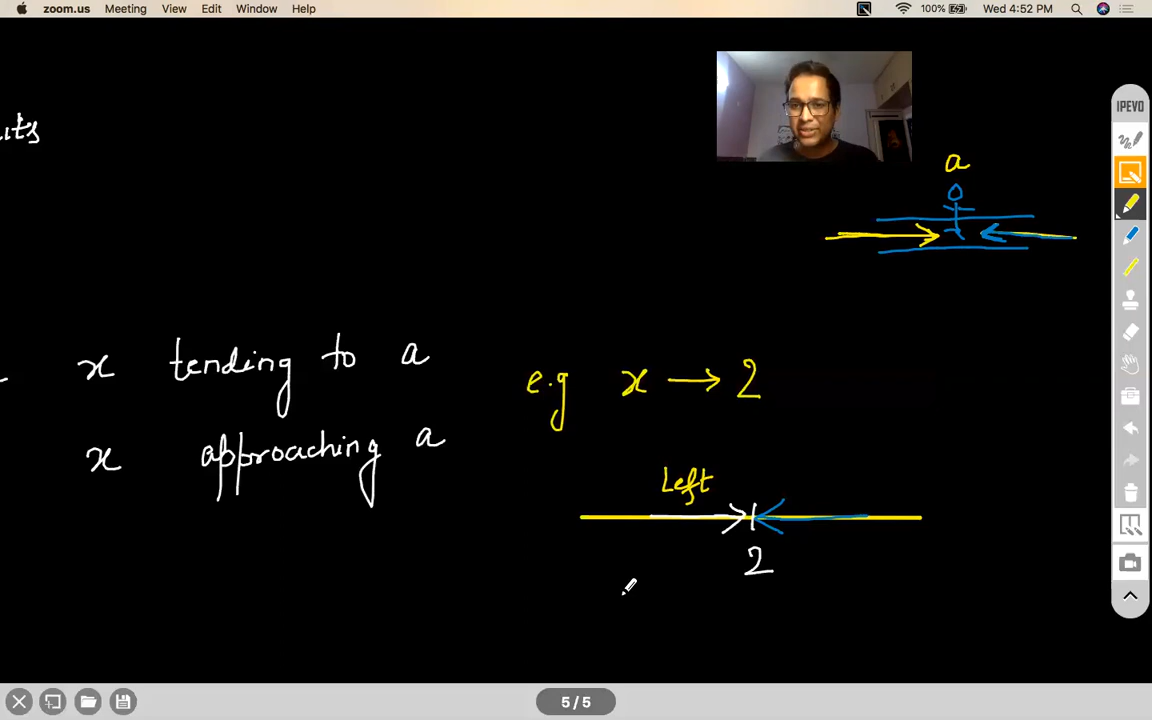 zoom.us Meeting View Edit Window Help 100% Wed 4:52 PM
IPEVO
a
x tending to a
e.g x → 2
x approaching a
Left
2
5/5